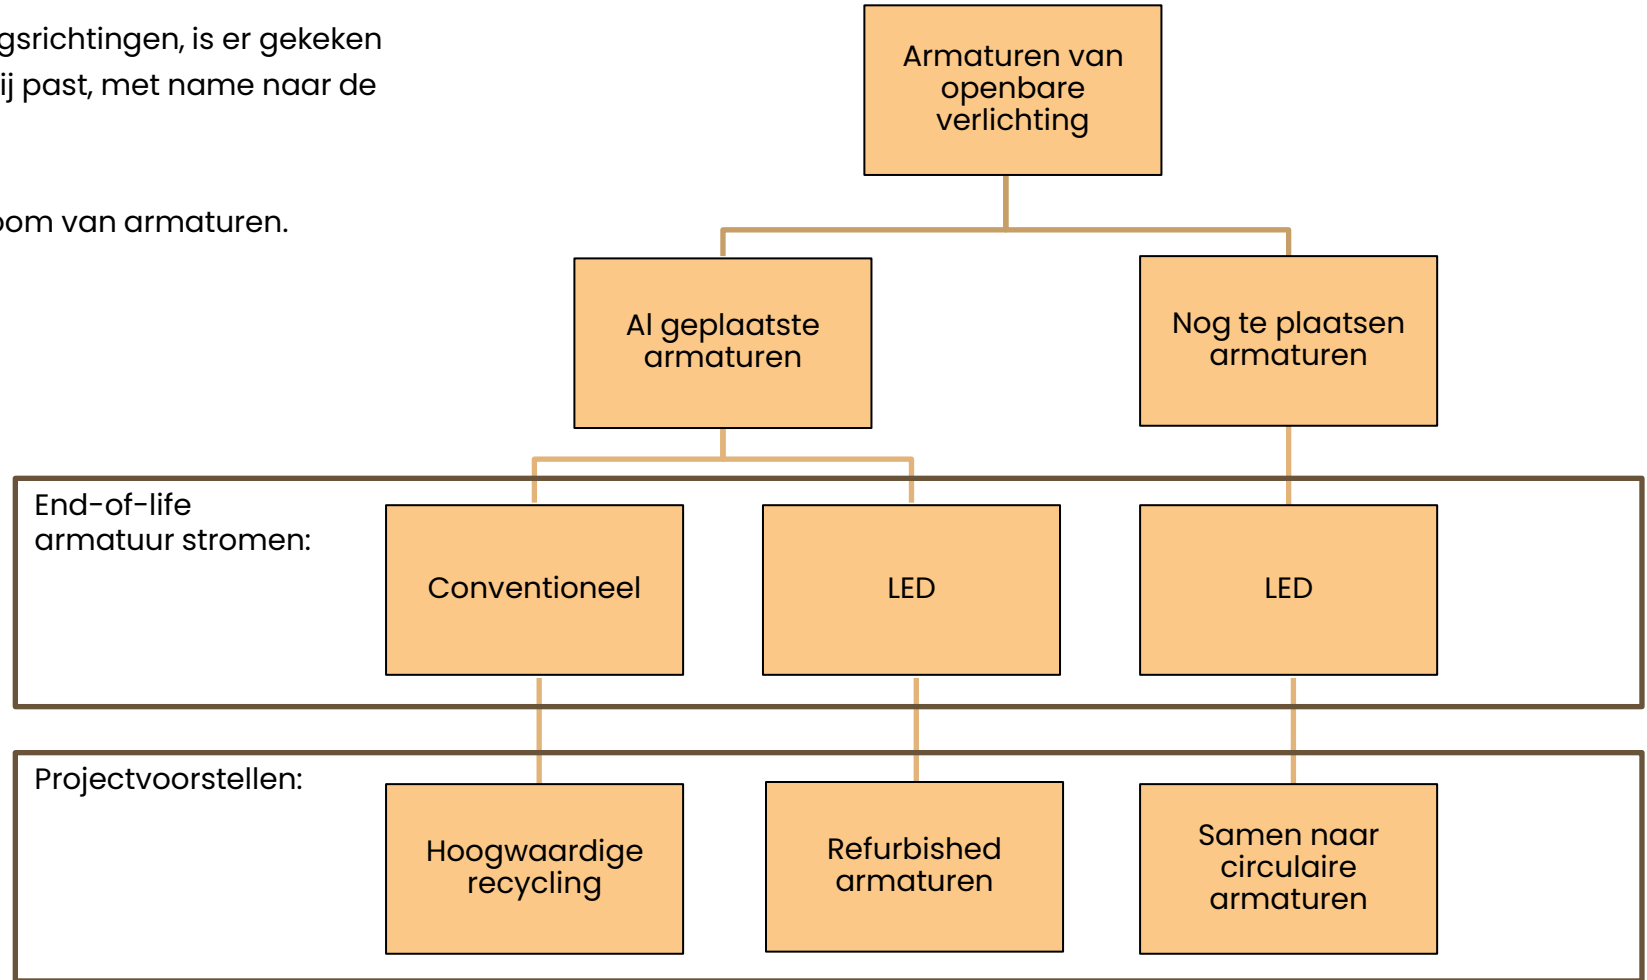 gsrichtingen, is er gekeken
ij past, met name naar de
oom van armaturen.
Armaturen van
openbare
verlichting
Al geplaatste
armaturen
Nog te plaatsen
armaturen
End-of-life
armatuur stromen:
Conventioneel
LED
LED
Projectvoorstellen:
Hoogwaardige
recycling
Refurbished
armaturen
Samen naar
circulaire
armaturen